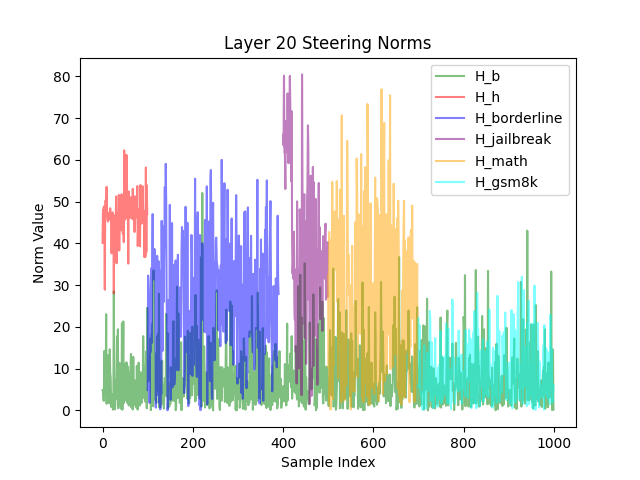 Layer 20 Steering Norms
H_b
H_h
H_borderline
H_jailbreak
H_math
H_gsm8k
Norm Value
80
70
60
50
40
30
20
10
0
0 200 400 600 800 1000
Sample Index